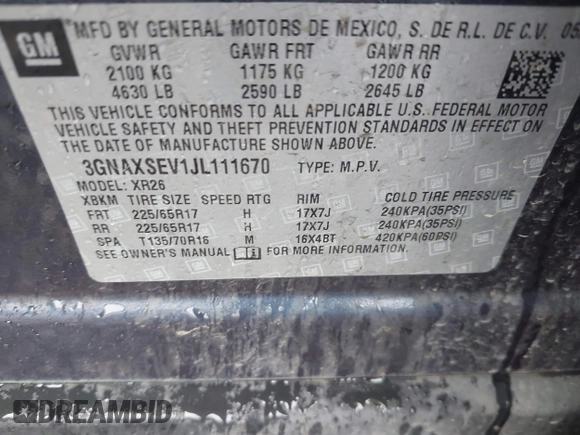 GM
*MFD BY GENERAL MOTORS DE MEXICO, S. DE R.L. DE C.V. 05
GVWR GAWR FRT GAWR RR
2100 KG 1175 KG 1200 KG
4630 LB 2590 LB 2645 LB
THIS VEHICLE CONFORMS TO ALL APPLICABLE U.S. FEDERAL MOTOR
VEHICLE SAFETY AND THEFT PREVENTION STANDARDS IN EFFECT ON
THE DATE OF MANUFACTURE SHOWN ABOVE.
3GNAXSEV1JL111670 TYPE: M.P.V.
MODEL: XR26
XBKM TIRE SIZE SPEED RTG RIM COLD TIRE PRESSURE
FRT 225/65R17 H 17X7J 240KPA(35PSI)
RR 225/65R17 H 17X7J 240KPA(35PSI)
SPA T135/70R16 M 16X4BT 420KPA(60PSI)
SEE OWNER'S MANUAL FOR MORE INFORMATION.
DREAMBID